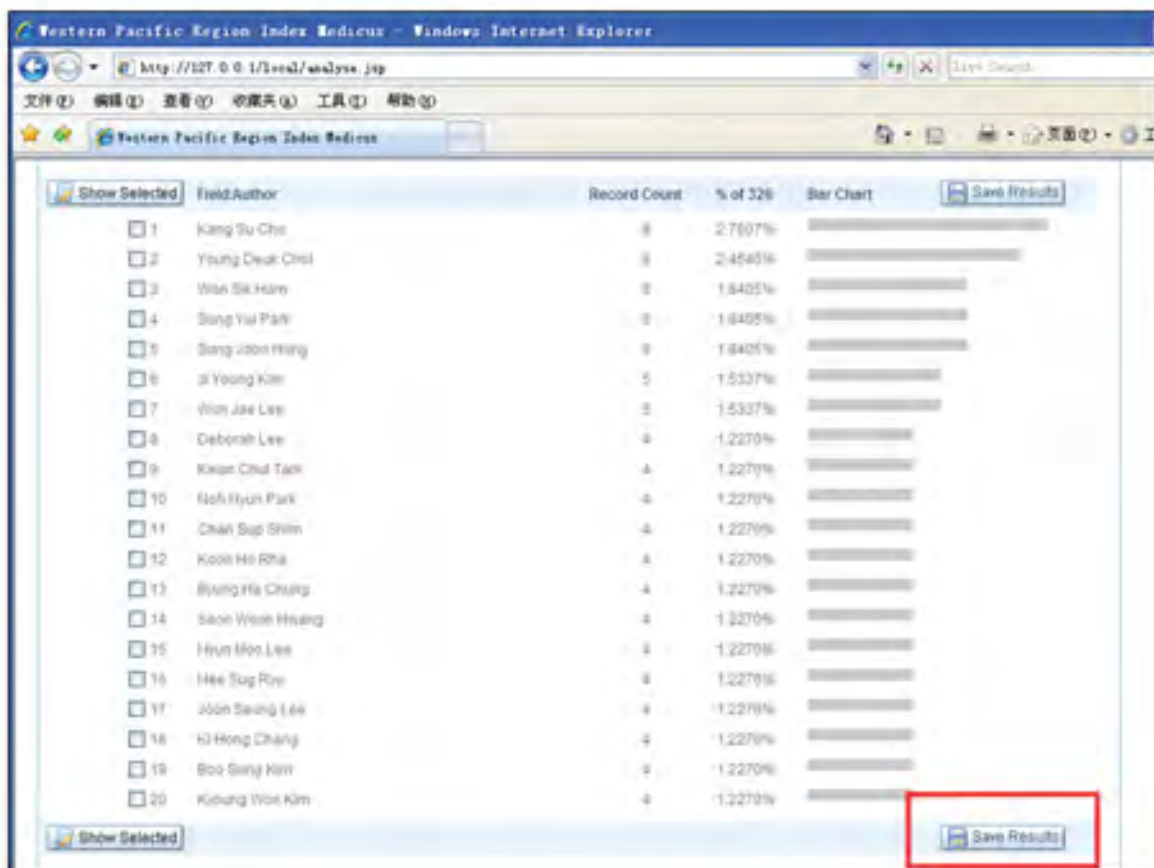 Western Pacific Region Index Medicus - Windows Internet Explorer
http://127.0.0.1/local/analyse.jsp Live Search
文件(F) 编辑(E) 查看(V) 收藏夹(A) 工具(T) 帮助(H)
Western Pacific Region Index Medicus 页面(P)
Show Selected Field:Author Record Count % of 326 Bar Chart Save Results
1 Kang Su Cho 9 2.7607%
2 Young Deuk Choi 8 2.4540%
3 Won Sik Ham 6 1.8405%
4 Sung Yul Park 6 1.8405%
5 Sung Joon Hong 6 1.8405%
6 Ji Young Kim 5 1.5337%
7 Won Jae Lee 5 1.5337%
8 Deborah Lee 4 1.2270%
9 Kwan Chul Tark 4 1.2270%
10 Noh Hyun Park 4 1.2270%
11 Chan Sup Shim 4 1.2270%
12 Koon Ho Rha 4 1.2270%
13 Byung Ha Chung 4 1.2270%
14 Seon Hwang 4 1.2270%
15 Hyun Moo Lee 4 1.2270%
16 Hee Sug Ryu 4 1.2270%
17 Joon Seong Lee 4 1.2270%
18 Ki Hong Chang 4 1.2270%
19 Boo Sung Kim 4 1.2270%
20 Won Kim 4 1.2270%
Show Selected Save Results